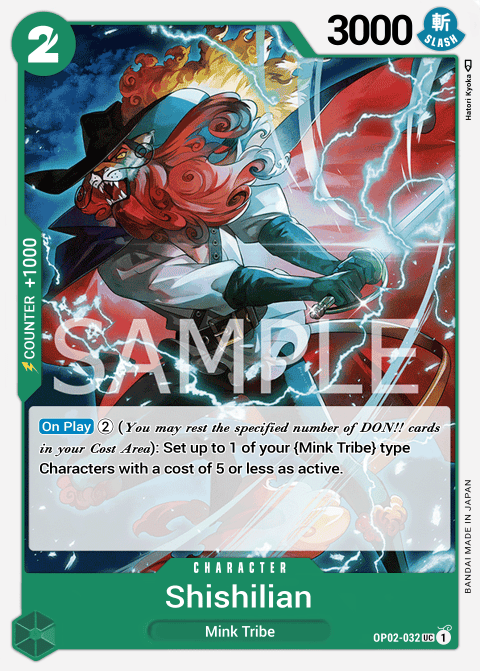 2
3000
斬
SLASH
Hatori Kyoka
COUNTER +1000
SAMPLE
On Play ② (You may rest the specified number of DON!! cards
in your Cost Area): Set up to 1 of your {Mink Tribe} type
Characters with a cost of 5 or less as active.
BANDAI MADE IN JAPAN
CHARACTER
Shishilian
Mink Tribe
OP02-032 UC 1